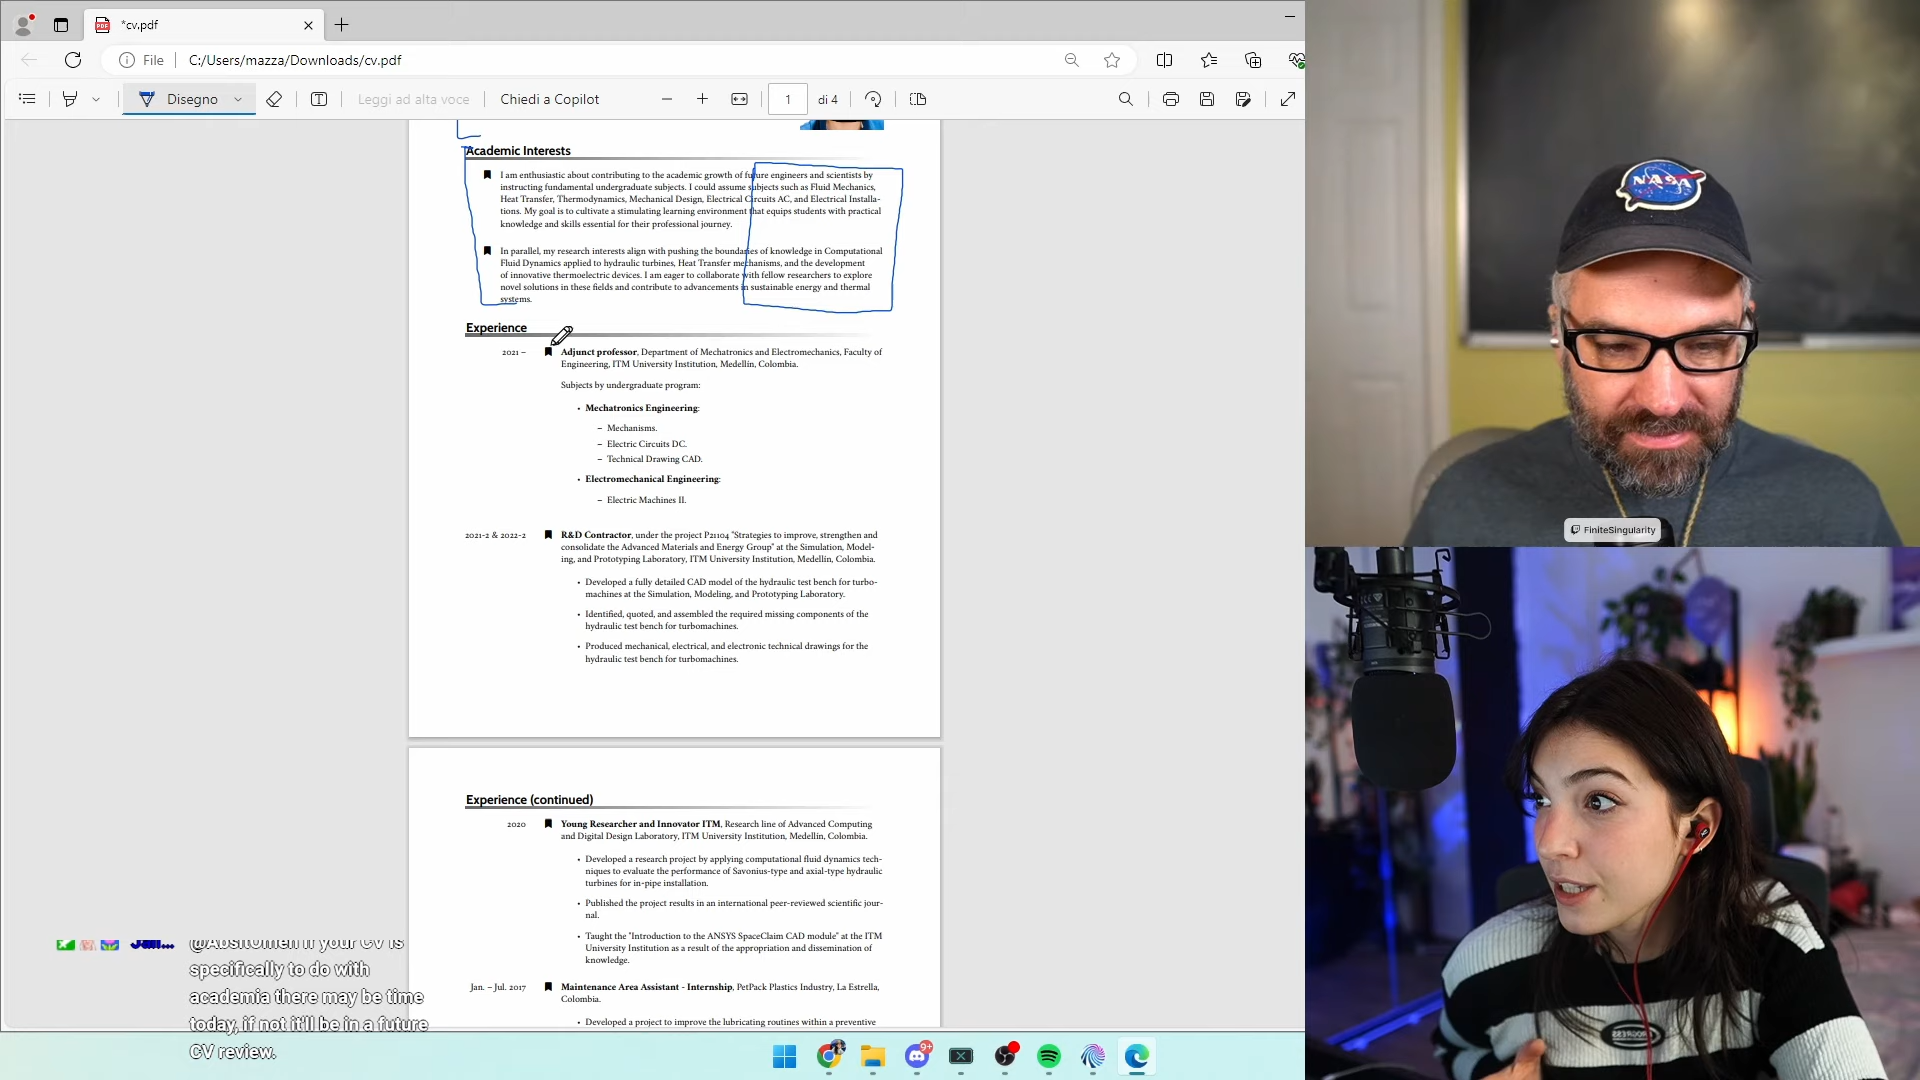 *cv.pdf
File
C:/Users/mazza/Downloads/cv.pdf
Disegno
Leggi ad alta voce
Chiedi a Copilot
1
di 4
Academic Interests
I am enthusiastic about contributing to the academic growth of future engineers and scientists by
instructing fundamental undergraduate subjects. I could assume subjects such as Fluid Mechanics,
Heat Transfer, Thermodynamics, Mechanical Design, Electrical Circuits AC, and Electrical Installa-
tions. My goal is to cultivate a stimulating learning environment that equips students with practical
knowledge and skills essential for their professional journey.
In parallel, my research interests align with pushing the boundaries of knowledge in Computational
Fluid Dynamics applied to hydraulic turbines, Heat Transfer mechanisms, and the development
of innovative thermoelectric devices. I am eager to collaborate with fellow researchers to explore
novel solutions in these fields and contribute to advancements in sustainable energy and thermal
systems.
Experience
2021 –
Adjunct professor, Department of Mechatronics and Electromechanics, Faculty of
Engineering, ITM University Institution, Medellín, Colombia.
Subjects by undergraduate program:
• Mechatronics Engineering:
– Mechanisms.
– Electric Circuits DC.
– Technical Drawing CAD.
• Electromechanical Engineering:
– Electric Machines II.
2021-2 & 2022-2
R&D Contractor, under the project P21104 "Strategies to improve, strengthen and
consolidate the Advanced Materials and Energy Group" at the Simulation, Model-
ing, and Prototyping Laboratory, ITM University Institution, Medellín, Colombia.
• Developed a fully detailed CAD model of the hydraulic test bench for turbo-
machines at the Simulation, Modeling, and Prototyping Laboratory.
• Identified, quoted, and assembled the required missing components of the
hydraulic test bench for turbomachines.
• Produced mechanical, electrical, and electronic technical drawings for the
hydraulic test bench for turbomachines.
Experience (continued)
2020
Young Researcher and Innovator ITM, Research line of Advanced Computing
and Digital Design Laboratory, ITM University Institution, Medellín, Colombia.
• Developed a research project by applying computational fluid dynamics tech-
niques to evaluate the performance of Savonius-type and axial-type hydraulic
turbines for in-pipe installation.
• Published the project results in an international peer-reviewed scientific jour-
nal.
• Taught the "Introduction to the ANSYS SpaceClaim CAD module" at the ITM
University Institution as a result of the appropriation and dissemination of
knowledge.
Jan. – Jul. 2017
Maintenance Area Assistant - Internship, PetPack Plastics Industry, La Estrella,
Colombia.
• Developed a project to improve the lubricating routines within a preventive
@Absitomen If your CV is
specifically to do with
academia there may be time
today, if not it'll be in a future
CV review.
9+
NASA
FiniteSingularity